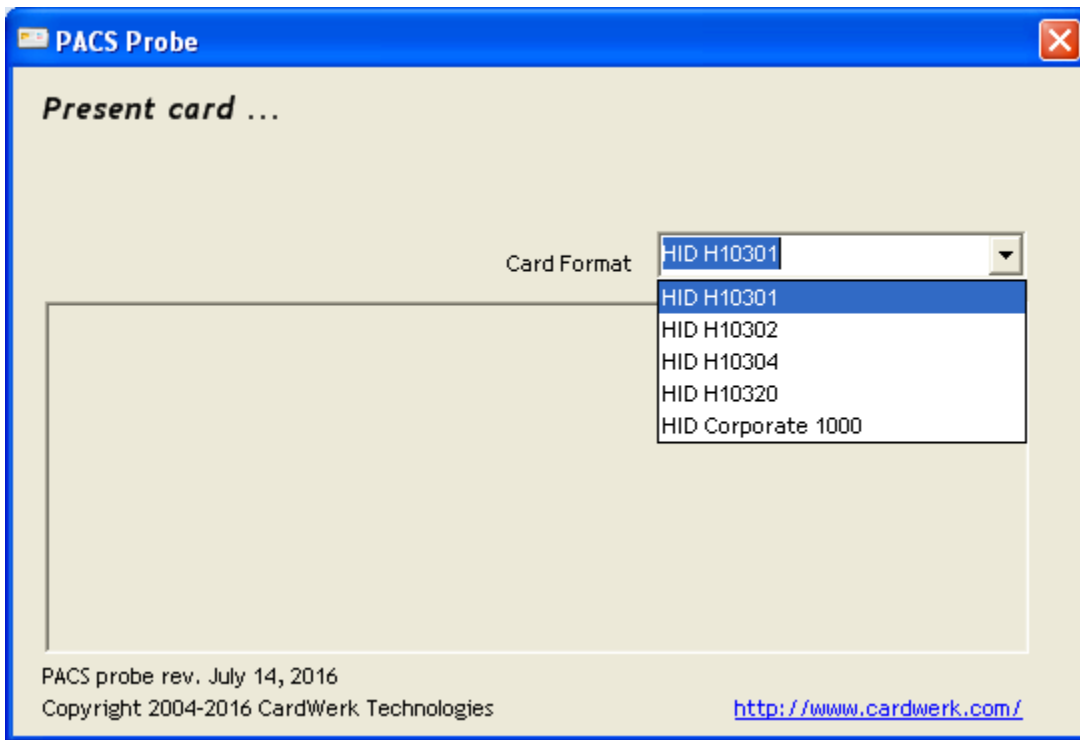 PACS Probe
Present card ...
Card Format
HID H10301
HID H10301
HID H10302
HID H10304
HID H10320
HID Corporate 1000
PACS probe rev. July 14, 2016
Copyright 2004-2016 CardWerk Technologies
http://www.cardwerk.com/